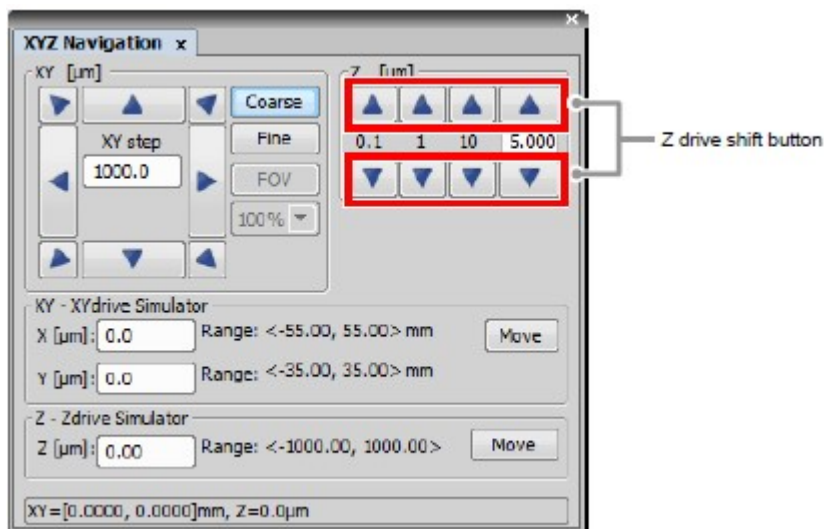 XYZ Navigation x
XY [µm]
Coarse
Fine
FOV
100%
XY step
1000.0
Z [µm]
0.1 1 10 5.000
Z drive shift button
XY - XYdrive Simulator
X [µm]: 0.0 Range: <-55.00, 55.00> mm Move
Y [µm]: 0.0 Range: <-35.00, 35.00> mm
Z - Zdrive Simulator
Z [µm]: 0.00 Range: <-1000.00, 1000.00> Move
XY=[0.0000, 0.0000]mm, Z=0.0µm